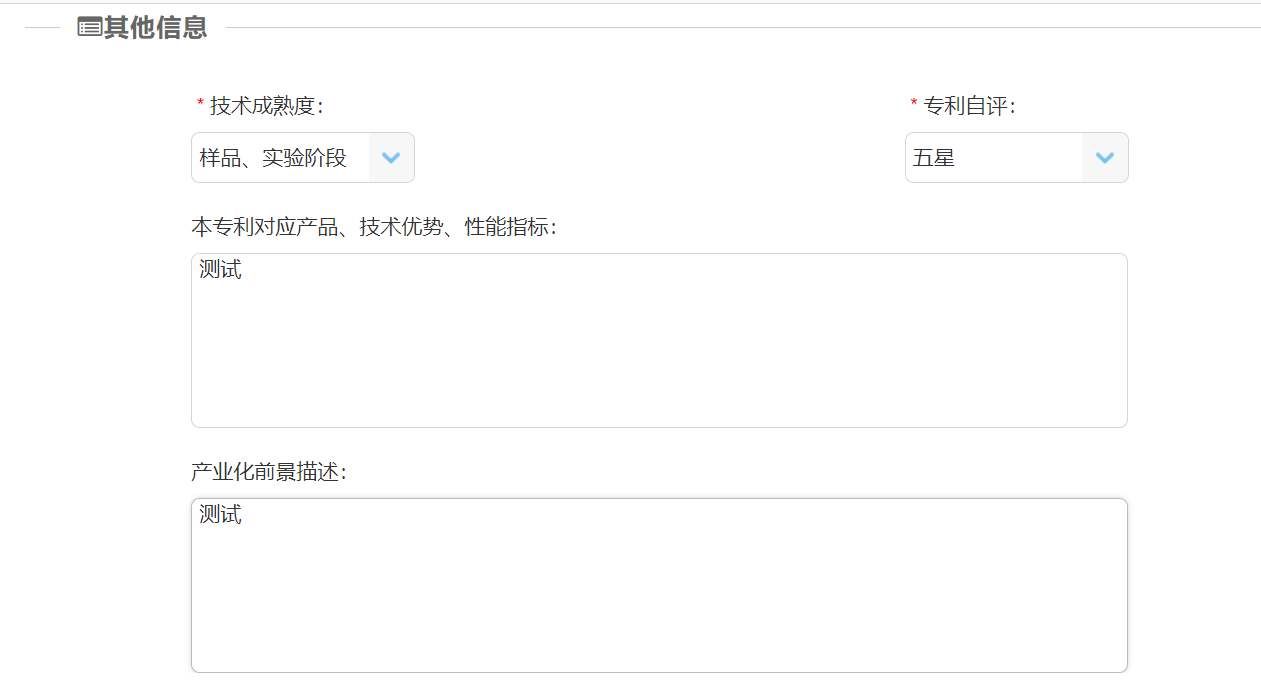 其他信息
* 技术成熟度: * 专利自评:
样品、实验阶段 五星
本专利对应产品、技术优势、性能指标:
测试
产业化前景描述:
测试